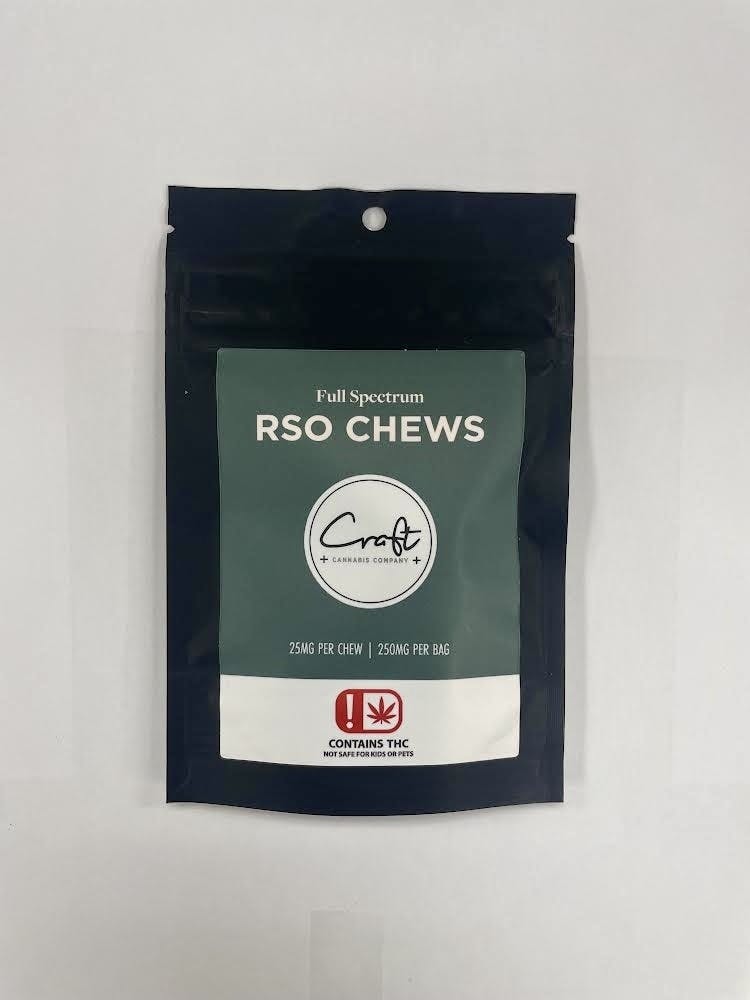 Full Spectrum
RSO CHEWS
Craft
+ CANNABIS COMPANY +
25MG PER CHEW | 250MG PER BAG
!
CONTAINS THC
NOT SAFE FOR KIDS OR PETS